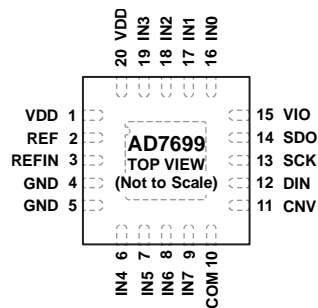 20 VDD
19 IN3
18 IN2
17 IN1
16 IN0
VDD 1
REF 2
REFIN 3
GND 4
GND 5
AD7699
TOP VIEW
(Not to Scale)
15 VIO
14 SDO
13 SCK
12 DIN
11 CNV
IN4 6
IN5 7
IN6 8
IN7 9
COM 10